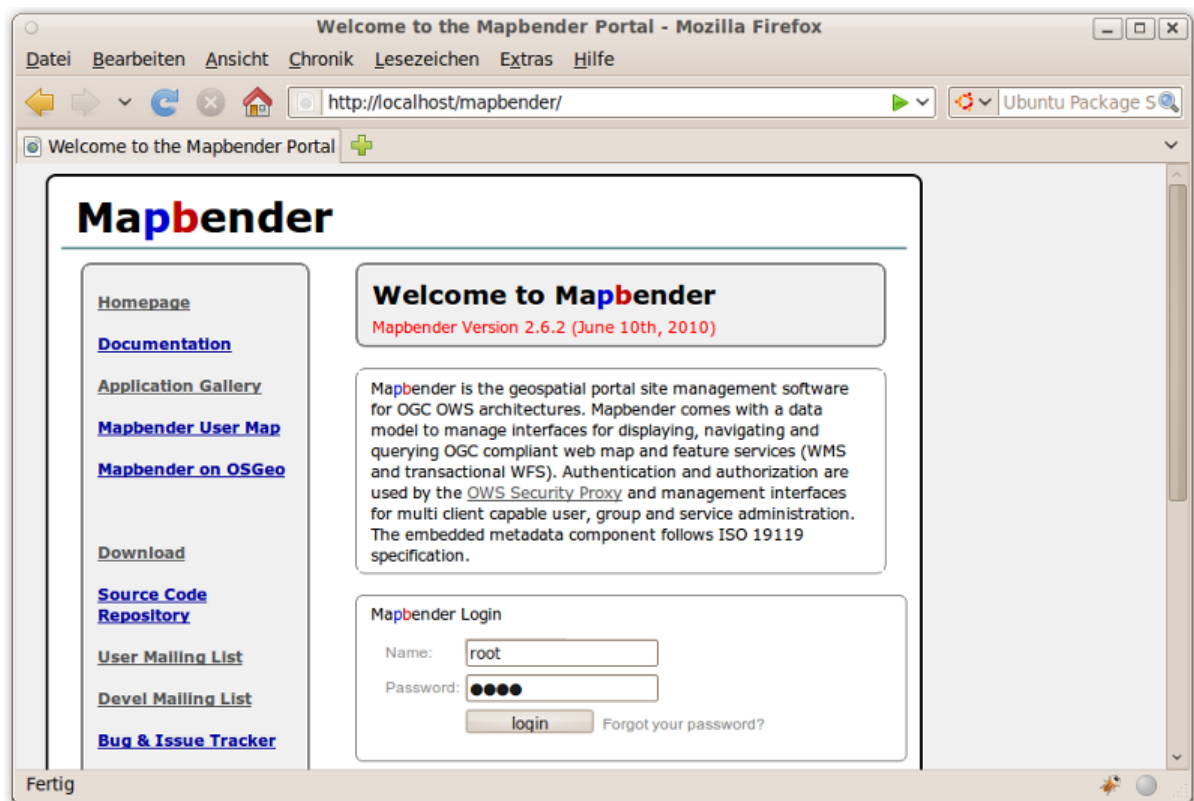 Welcome to the Mapbender Portal - Mozilla Firefox
Datei Bearbeiten Ansicht Chronik Lesezeichen Extras Hilfe
http://localhost/mapbender/
Ubuntu Package S
Welcome to the Mapbender Portal
Mapbender
Homepage
Documentation
Application Gallery
Mapbender User Map
Mapbender on OSGeo
Download
Source Code
Repository
User Mailing List
Devel Mailing List
Bug & Issue Tracker
Welcome to Mapbender
Mapbender Version 2.6.2 (June 10th, 2010)
Mapbender is the geospatial portal site management software
for OGC OWS architectures. Mapbender comes with a data
model to manage interfaces for displaying, navigating and
querying OGC compliant web map and feature services (WMS
and transactional WFS). Authentication and authorization are
used by the OWS Security Proxy and management interfaces
for multi client capable user, group and service administration.
The embedded metadata component follows ISO 19119
specification.
Mapbender Login
Name: root
Password: ●●●●
login Forgot your password?
Fertig